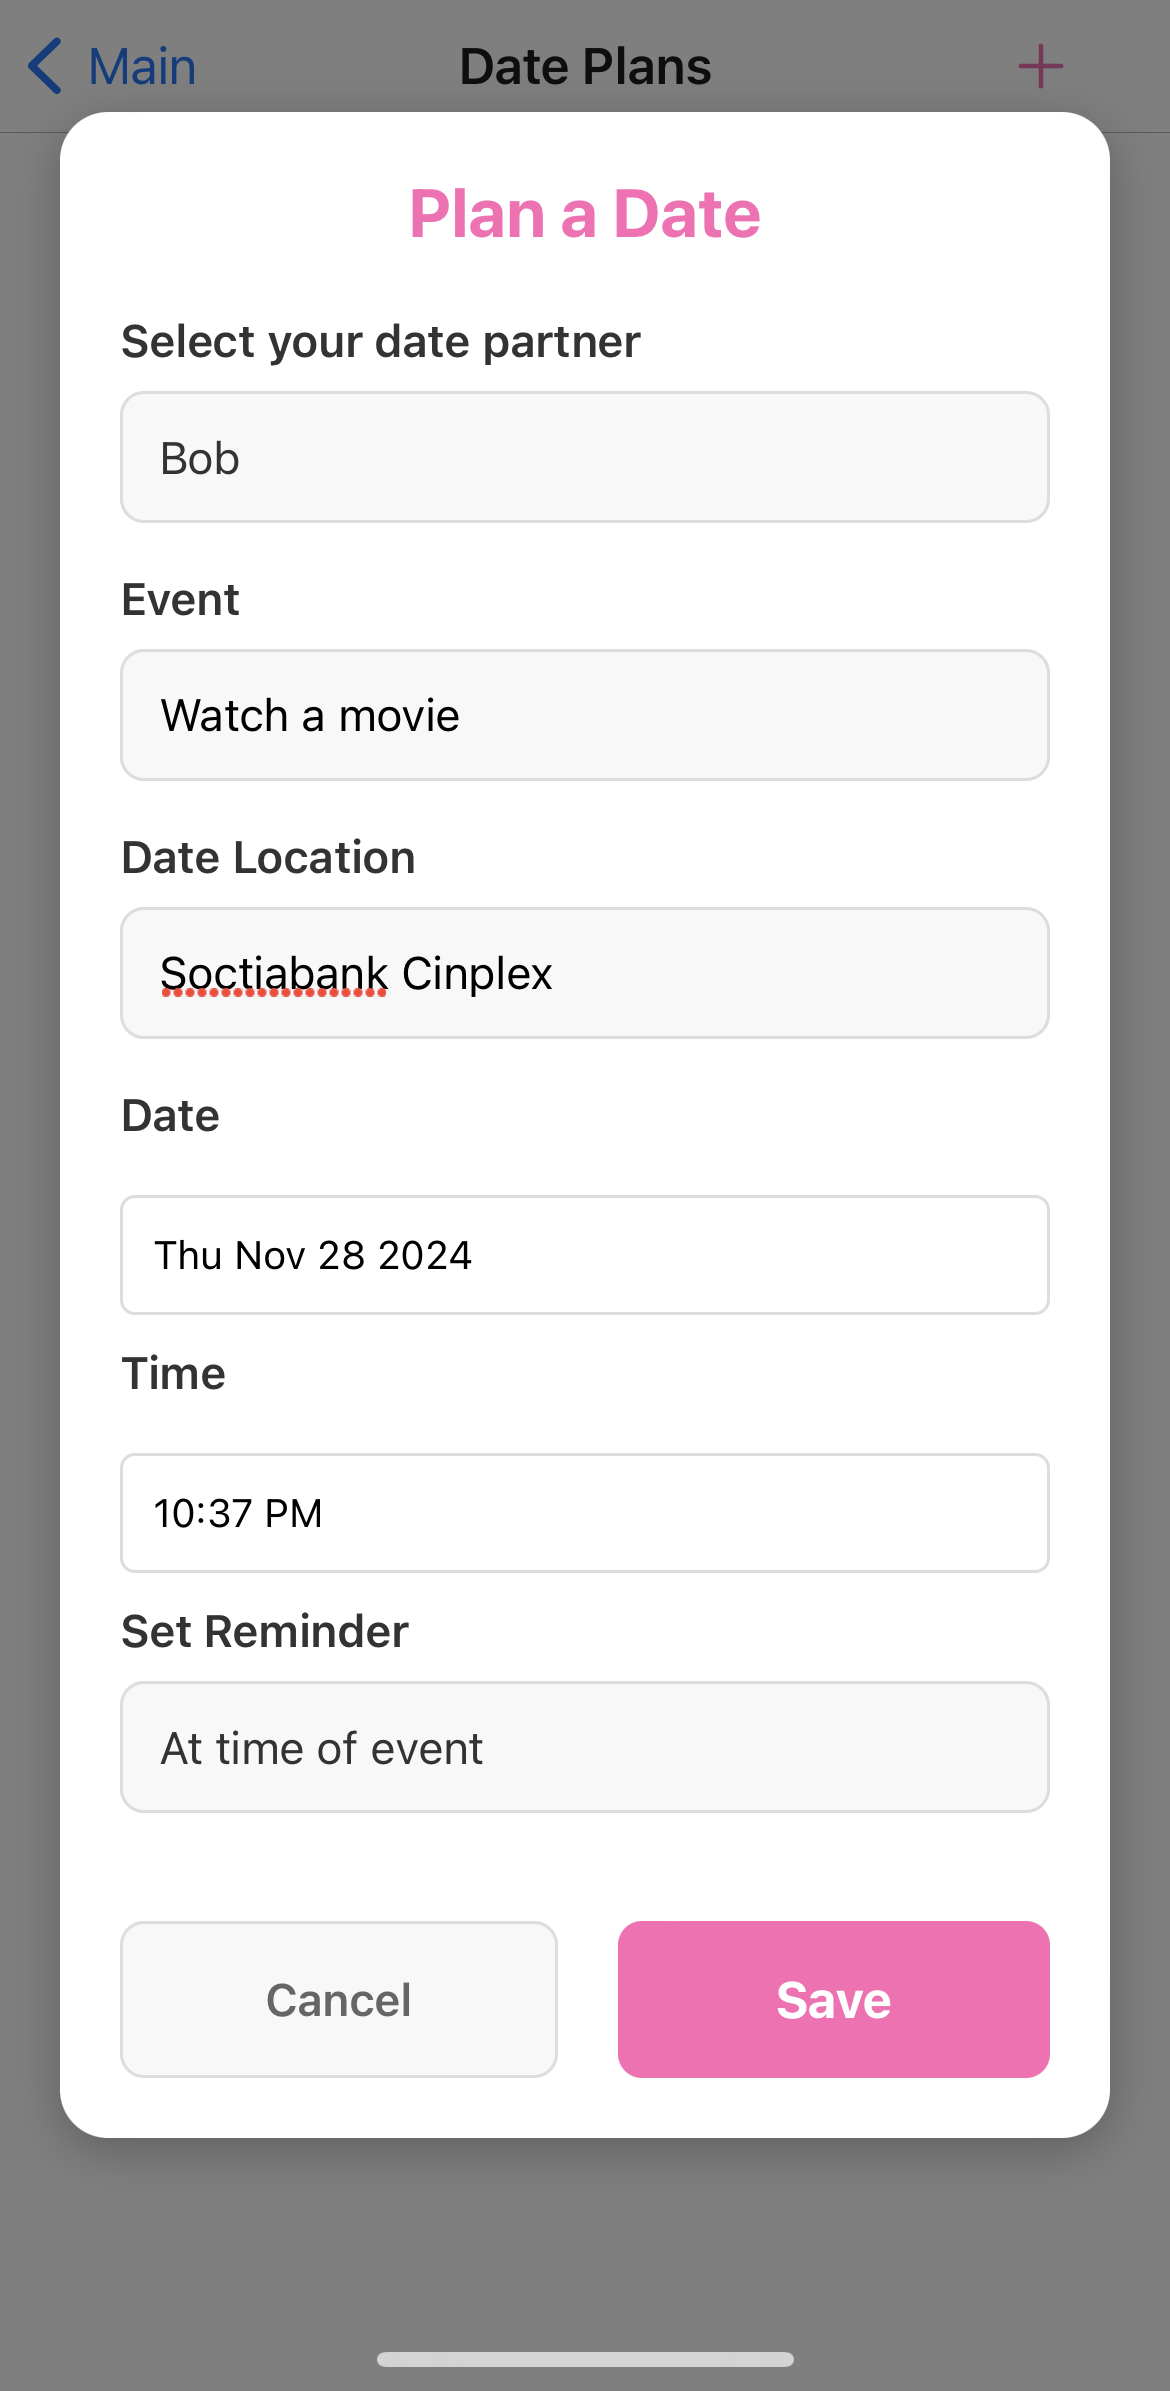 Main
Date Plans
+
Plan a Date
Select your date partner
Bob
Event
Watch a movie
Date Location
Soctiabank Cinplex
Date
Thu Nov 28 2024
Time
10:37 PM
Set Reminder
At time of event
Cancel
Save